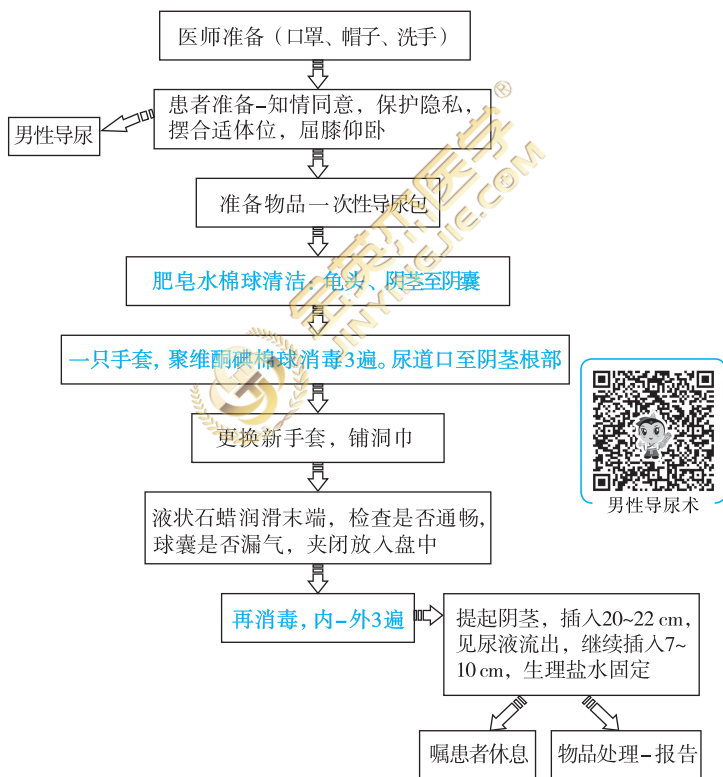 医师准备（口罩、帽子、洗手）
患者准备-知情同意，保护隐私，
摆合适体位，屈膝仰卧
男性导尿
准备物品一次性导尿包
肥皂水棉球清洁：龟头、阴茎至阴囊
一只手套，聚维酮碘棉球消毒3遍。尿道口至阴茎根部
更换新手套，铺洞巾
液状石蜡润滑末端，检查是否通畅，
球囊是否漏气，夹闭放入盘中
再消毒，内-外3遍
提起阴茎，插入20~22 cm，
见尿液流出，继续插入7~
10 cm，生理盐水固定
嘱患者休息
物品处理-报告
男性导尿术
金英杰医学®
JINYINGJIE.COM